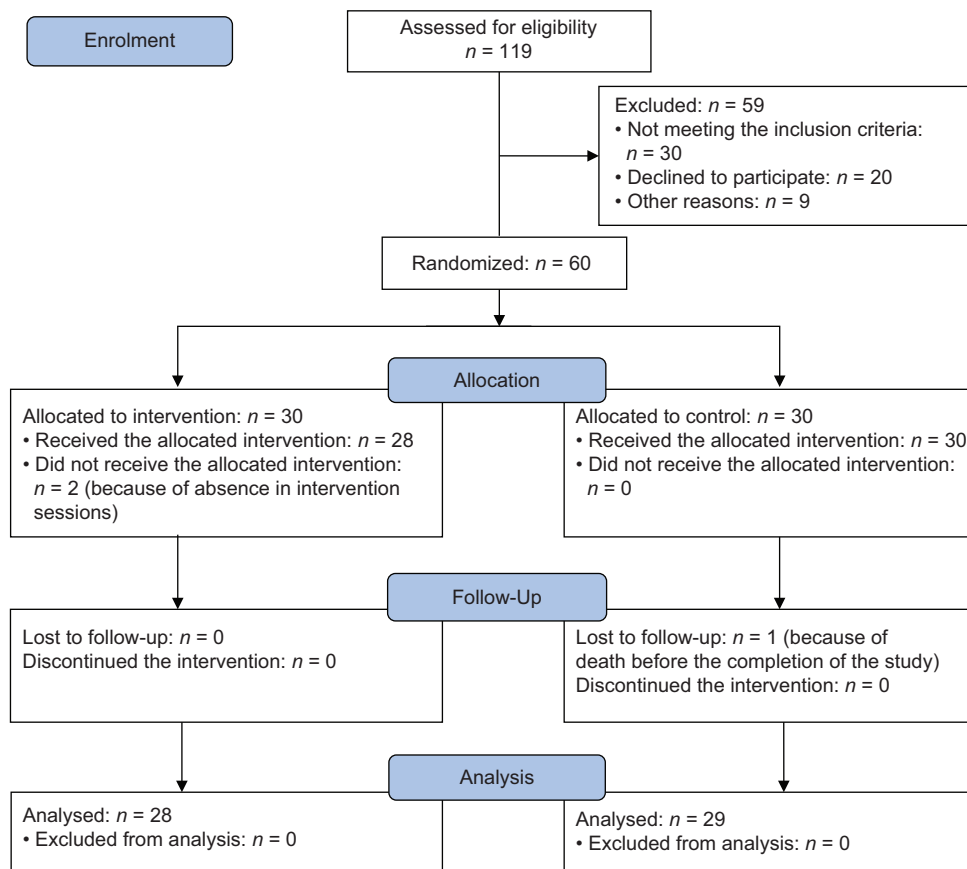 Enrolment
Assessed for eligibility
n = 119
Excluded: n = 59
• Not meeting the inclusion criteria:
n = 30
• Declined to participate: n = 20
• Other reasons: n = 9
Randomized: n = 60
Allocation
Allocated to intervention: n = 30
• Received the allocated intervention: n = 28
• Did not receive the allocated intervention:
n = 2 (because of absence in intervention
sessions)
Allocated to control: n = 30
• Received the allocated intervention: n = 30
• Did not receive the allocated intervention:
n = 0
Follow-Up
Lost to follow-up: n = 0
Discontinued the intervention: n = 0
Lost to follow-up: n = 1 (because of
death before the completion of the study)
Discontinued the intervention: n = 0
Analysis
Analysed: n = 28
• Excluded from analysis: n = 0
Analysed: n = 29
• Excluded from analysis: n = 0